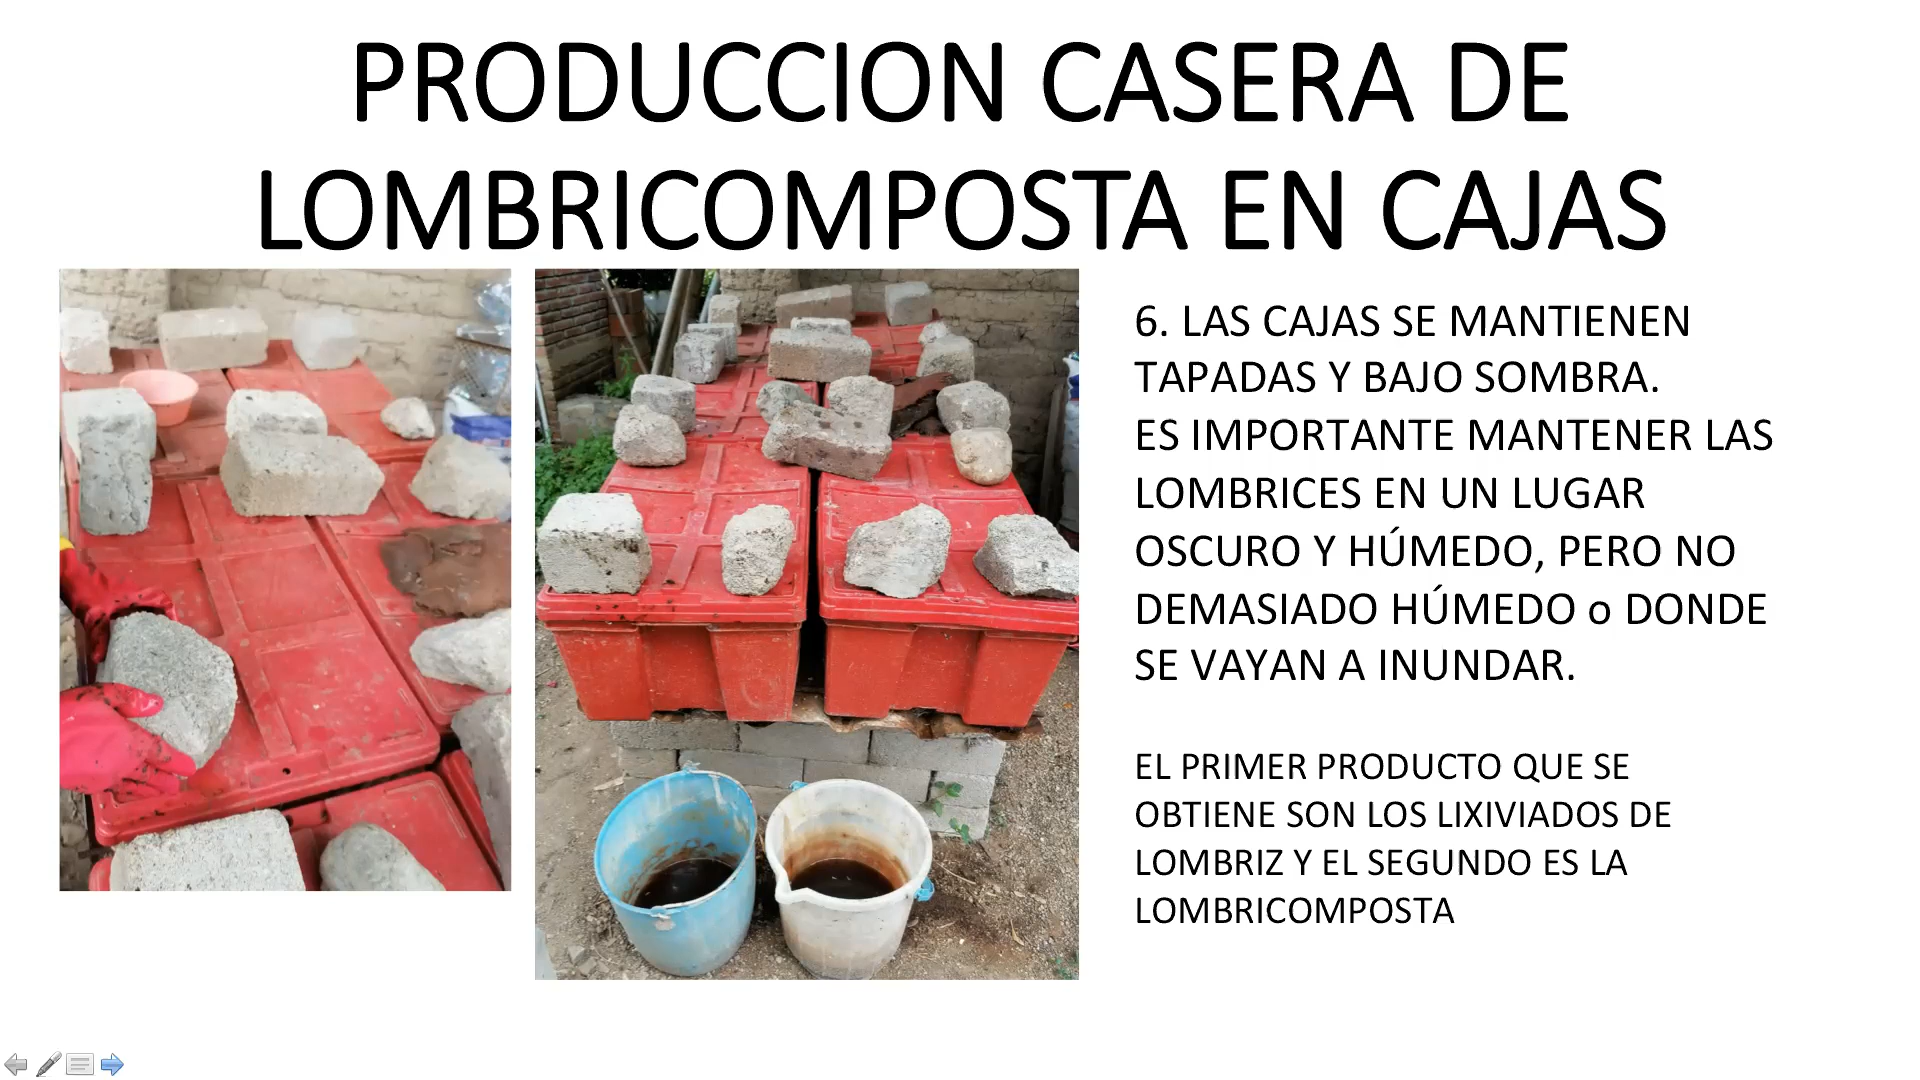 PRODUCCION CASERA DE
LOMBRICOMPOSTA EN CAJAS
6. LAS CAJAS SE MANTIENEN
TAPADAS Y BAJO SOMBRA.
ES IMPORTANTE MANTENER LAS
LOMBRICES EN UN LUGAR
OSCURO Y HÚMEDO, PERO NO
DEMASIADO HÚMEDO o DONDE
SE VAYAN A INUNDAR.
EL PRIMER PRODUCTO QUE SE
OBTIENE SON LOS LIXIVIADOS DE
LOMBRIZ Y EL SEGUNDO ES LA
LOMBRICOMPOSTA